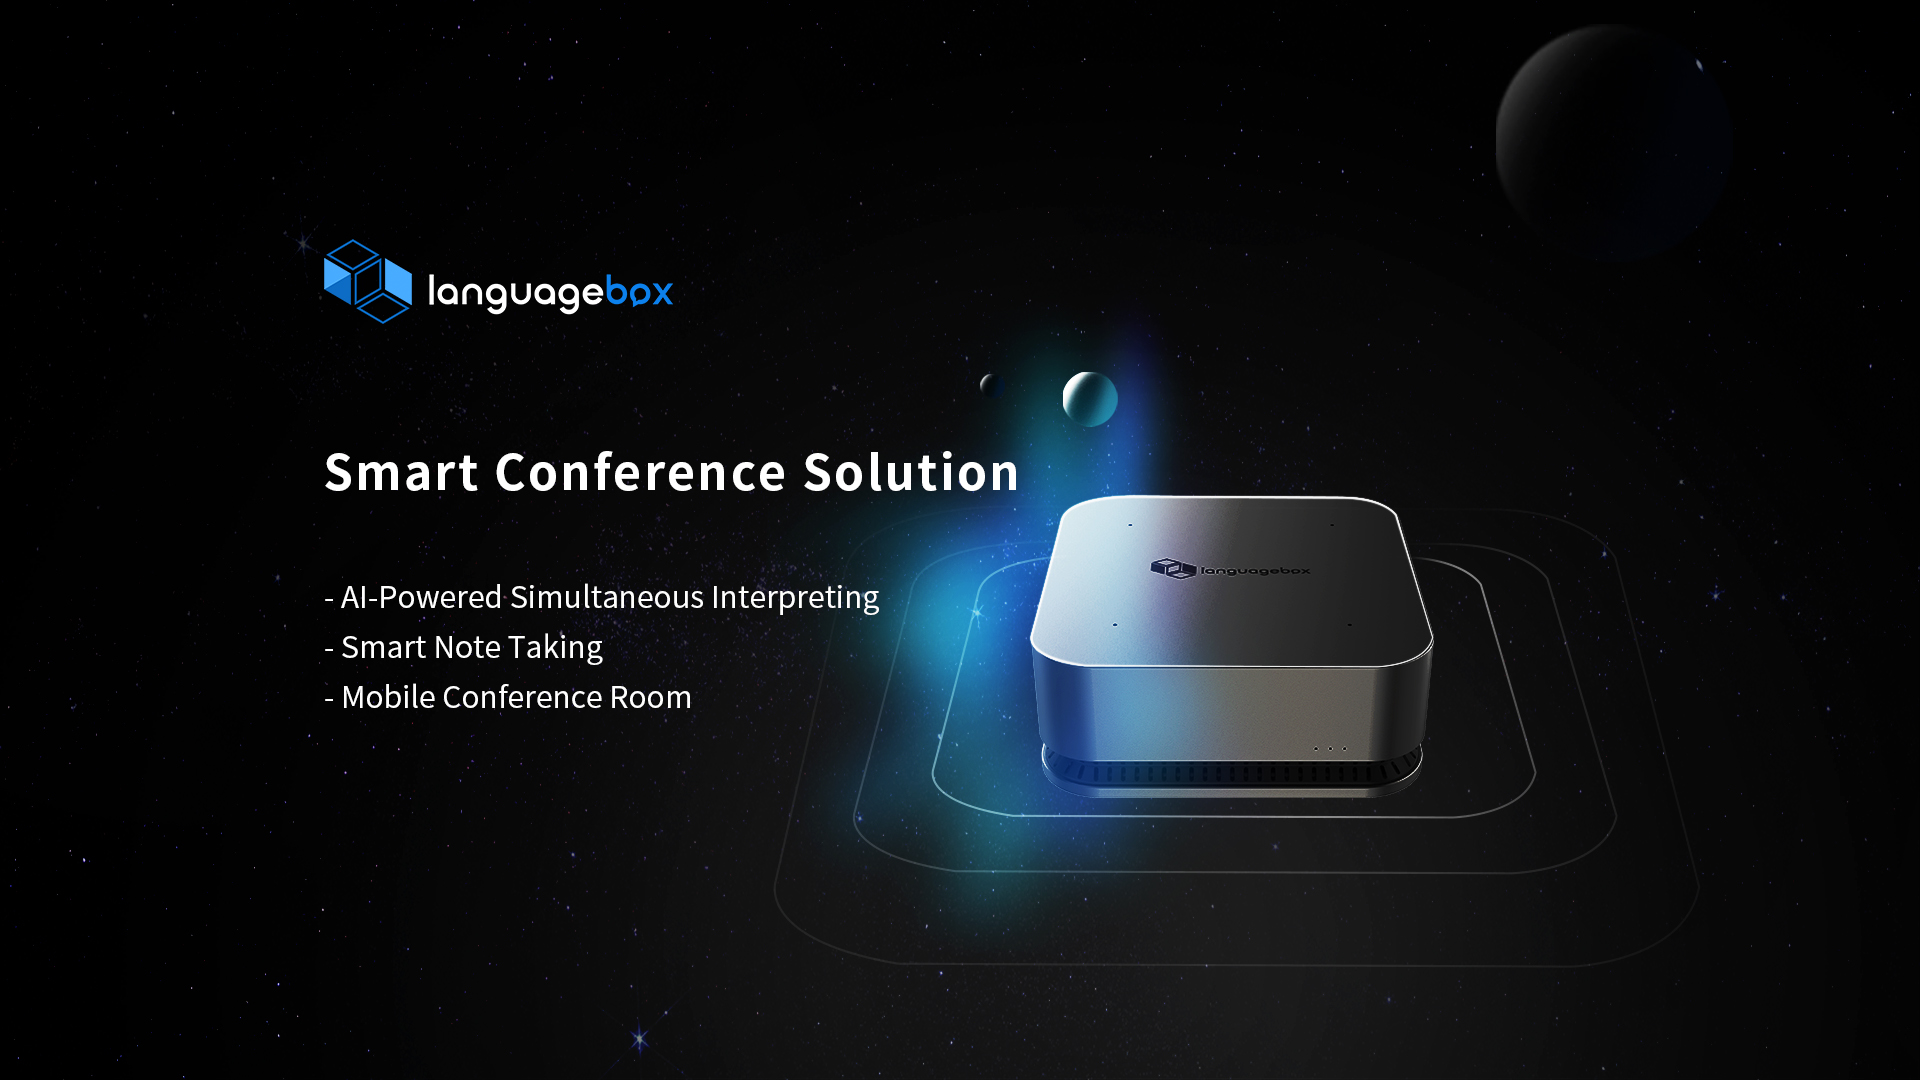 languagebox
Smart Conference Solution
- AI-Powered Simultaneous Interpreting
- Smart Note Taking
- Mobile Conference Room
languagebox